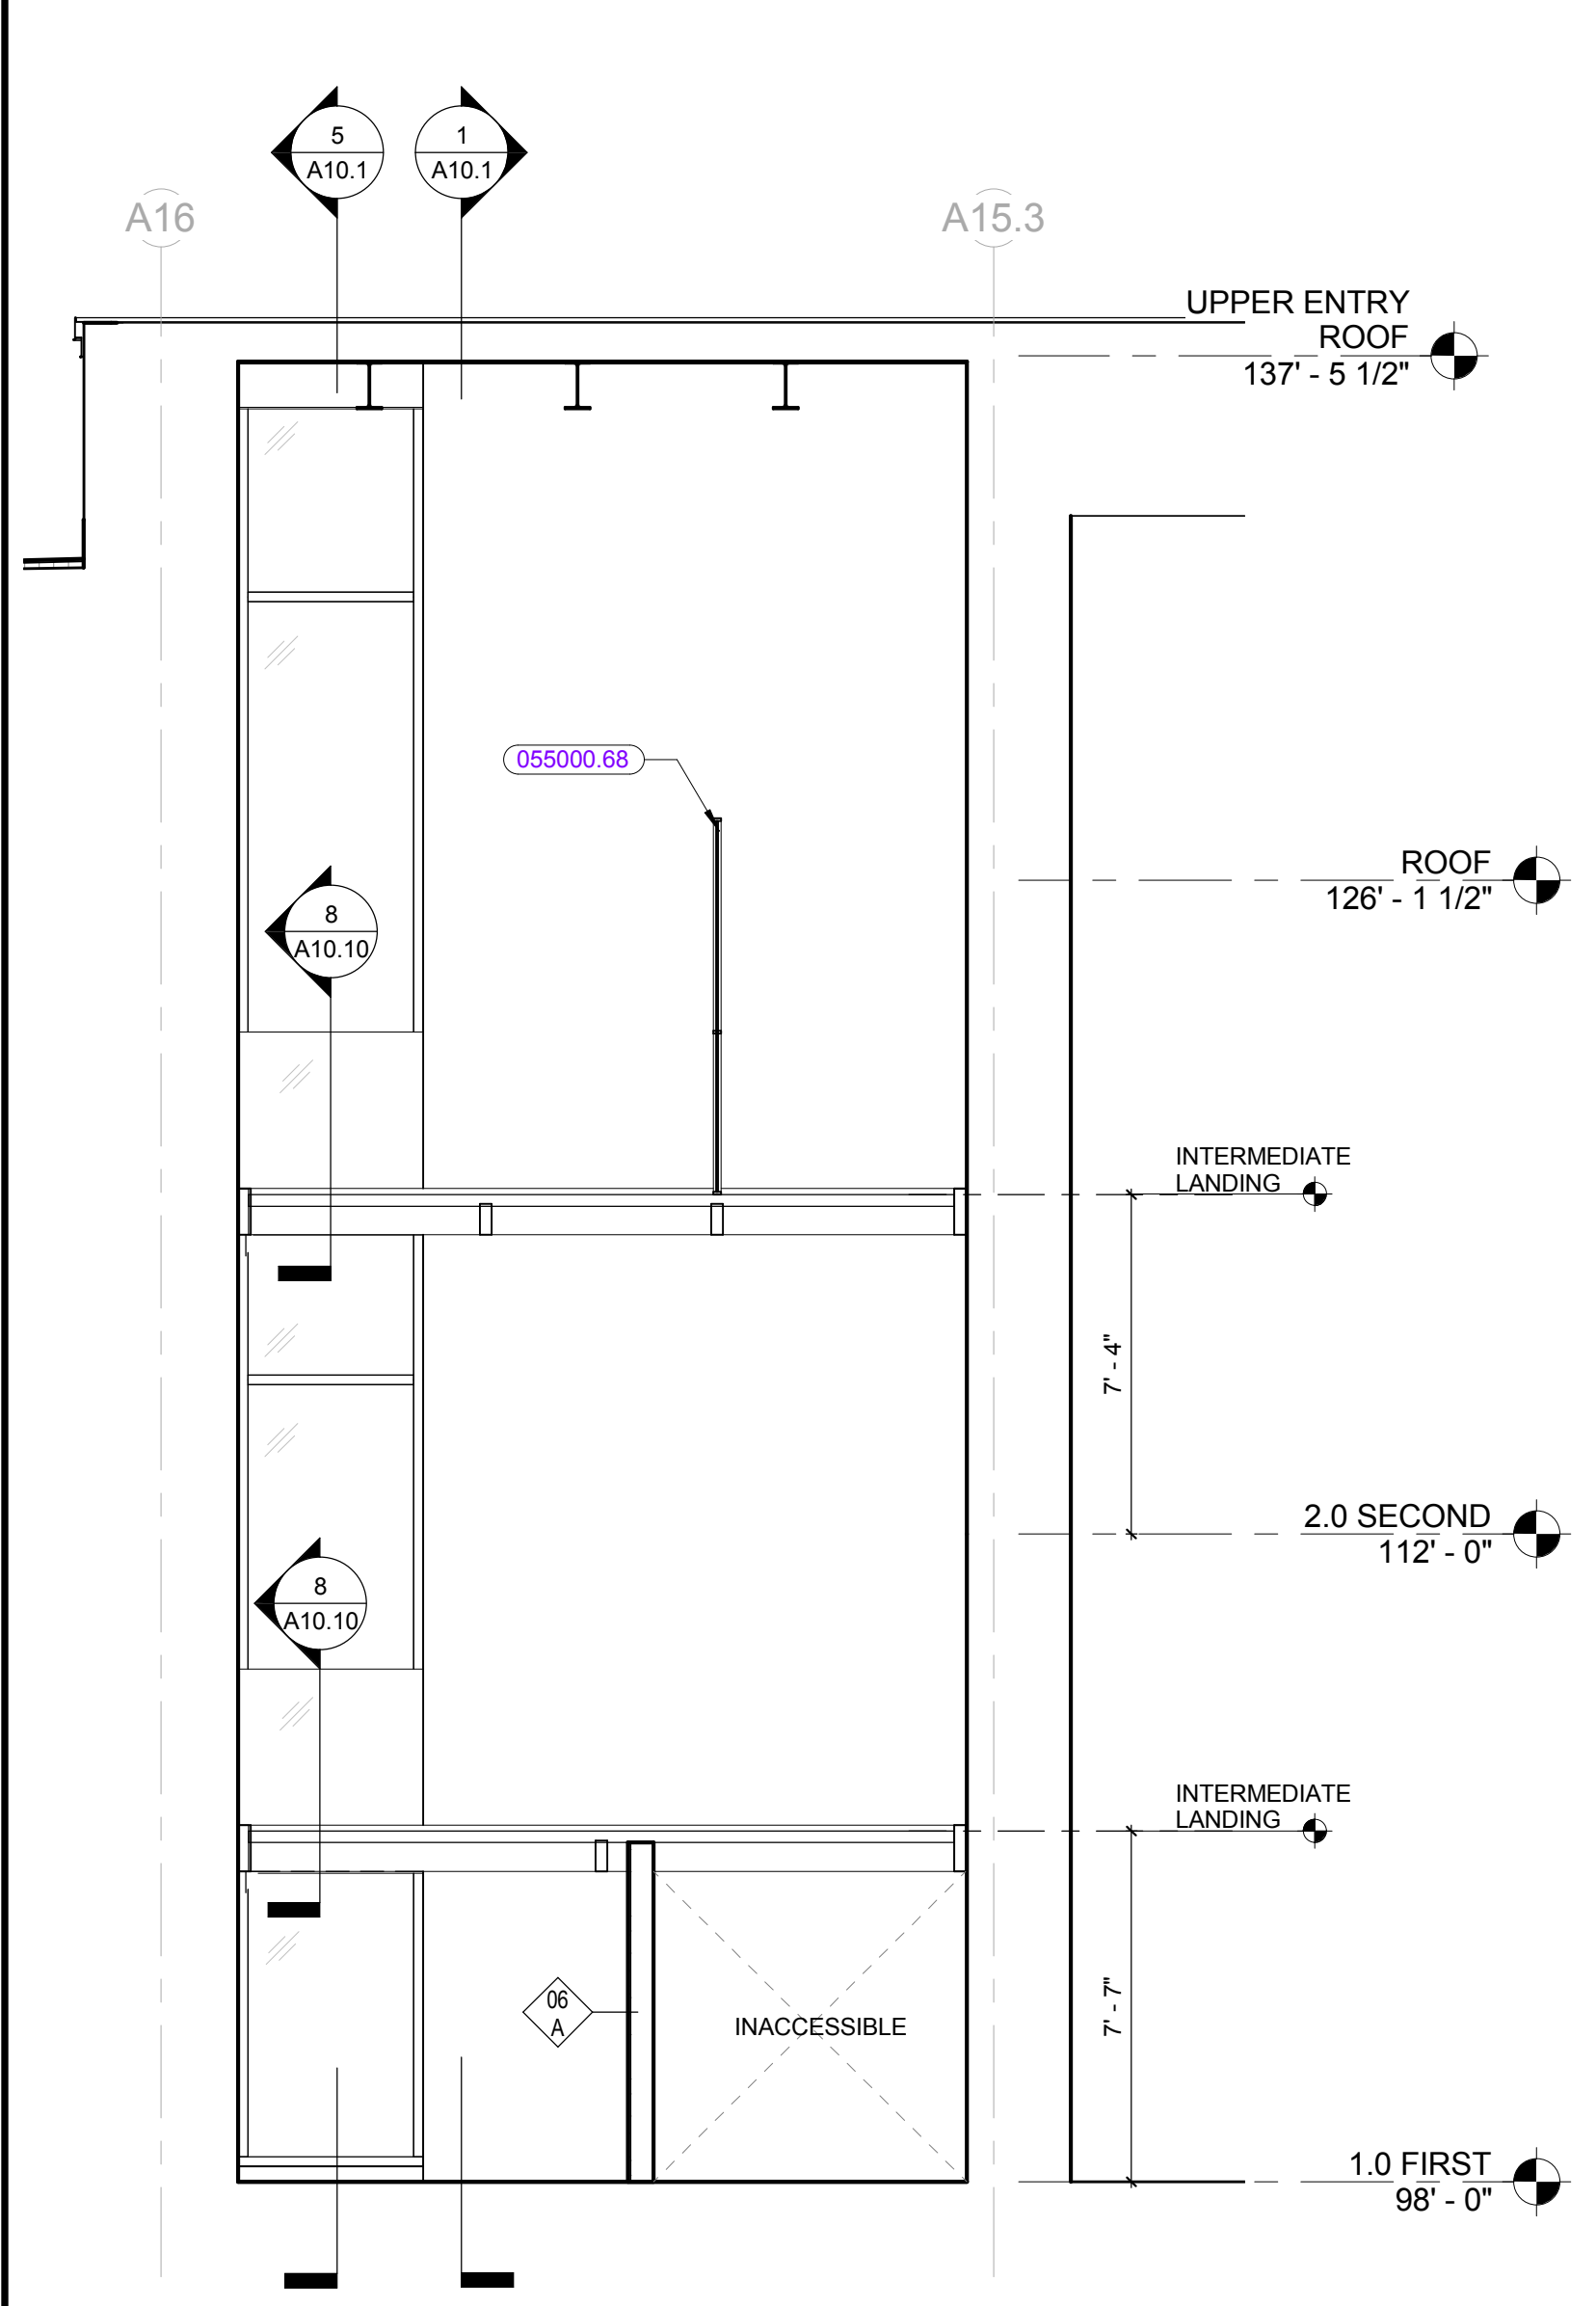 5
A10.1
1
A10.1
A16
A15.3
UPPER ENTRY
ROOF
137' - 5 1/2"
055000.68
ROOF
126' - 1 1/2"
8
A10.10
INTERMEDIATE
LANDING
7' - 4"
2.0 SECOND
112' - 0"
8
A10.10
INTERMEDIATE
LANDING
06
A
INACCESSIBLE
7' - 7"
1.0 FIRST
98' - 0"